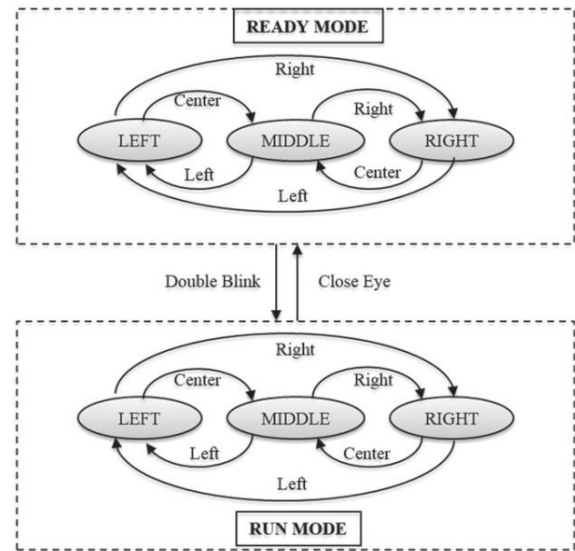 READY MODE
Right
Center
Right
LEFT
MIDDLE
RIGHT
Left
Center
Left
Double Blink
Close Eye
Right
Center
Right
LEFT
MIDDLE
RIGHT
Left
Center
Left
RUN MODE